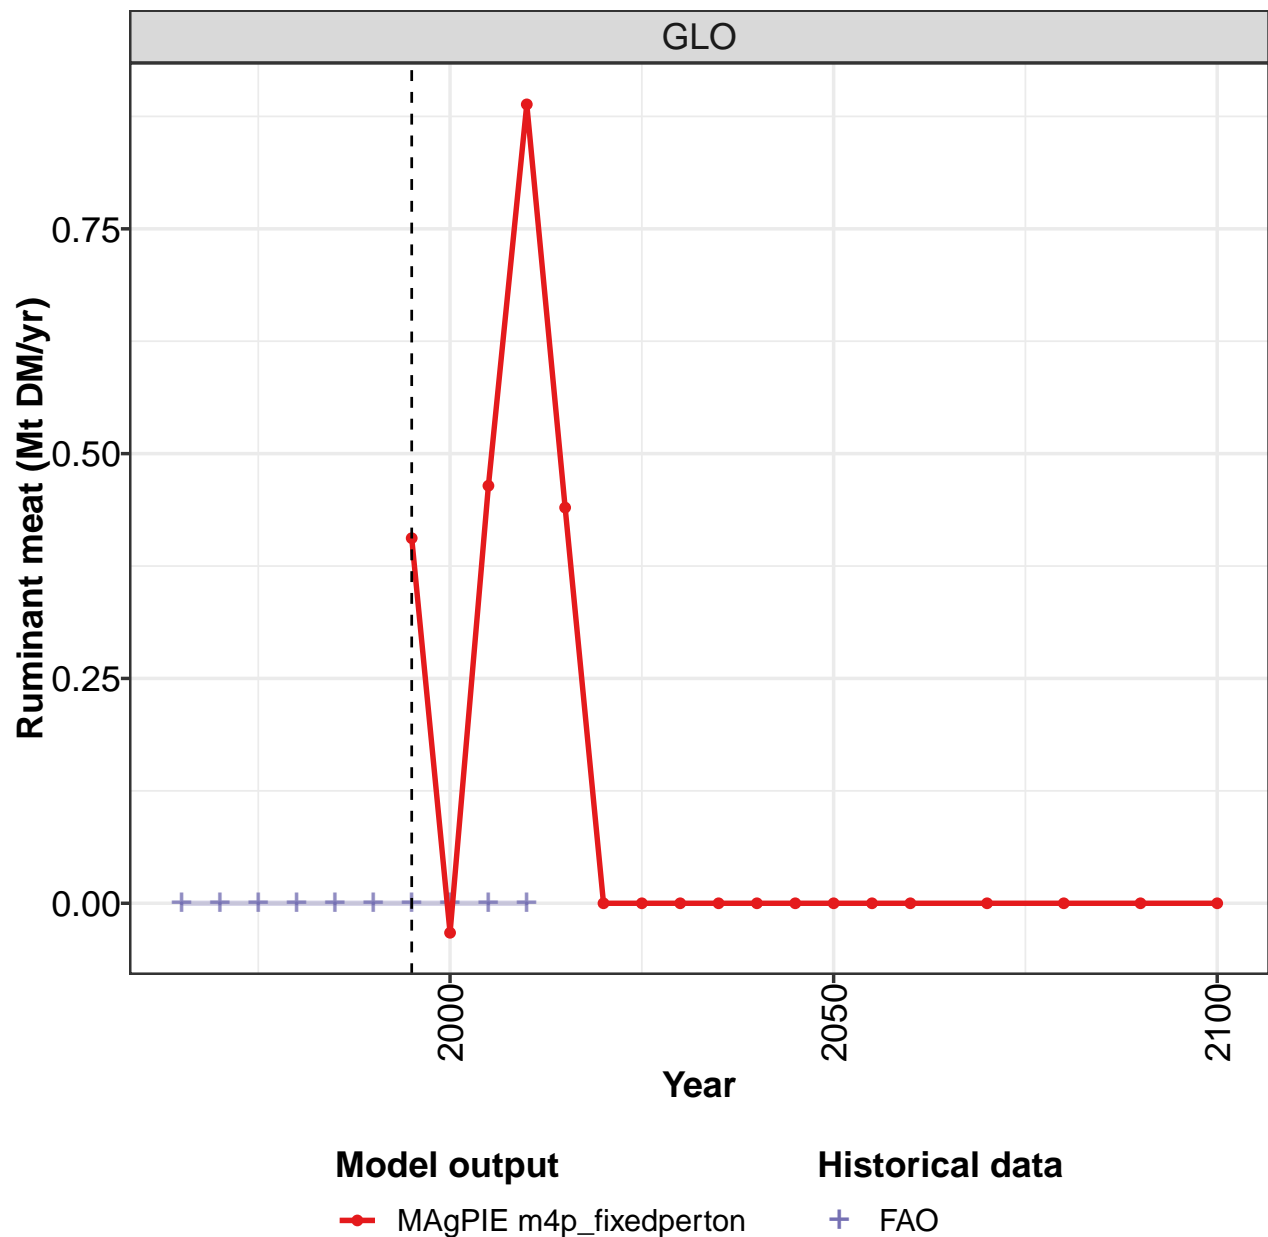 GLO
Ruminant meat (Mt DM/yr)
0.75
0.50
0.25
0.00
2000
2050
2100
Year
Model output
Historical data
MAgPIE m4p_fixedperton
FAO